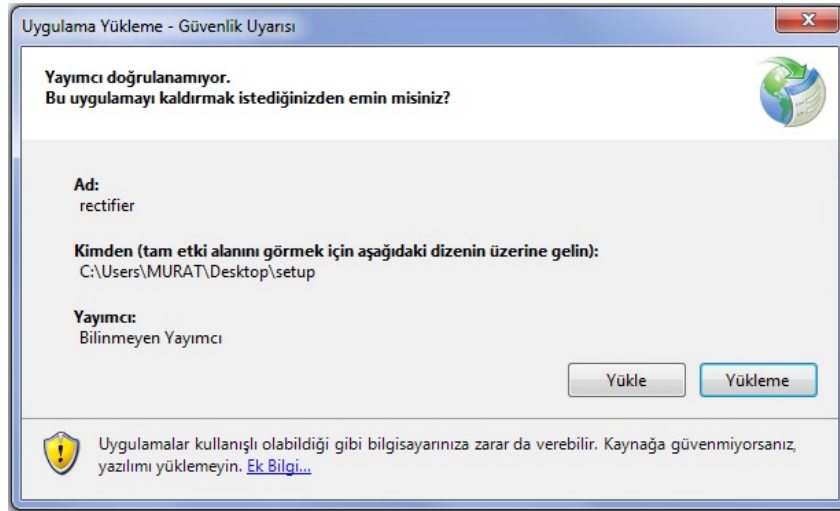 Uygulama Yükleme - Güvenlik Uyarısı
Yayımcı doğrulanamıyor.
Bu uygulamayı kaldırmak istediğinizden emin misiniz?
Ad:
rectifier
Kimden (tam etki alanını görmek için aşağıdaki dizenin üzerine gelin):
C:\Users\MURAT\Desktop\setup
Yayımcı:
Bilinmeyen Yayımcı
Yükle Yükleme
Uygulamalar kullanışlı olabildiği gibi bilgisayarınıza zarar da verebilir. Kaynağa güvenmiyorsanız,
yazılımı yüklemeyin. Ek Bilgi...